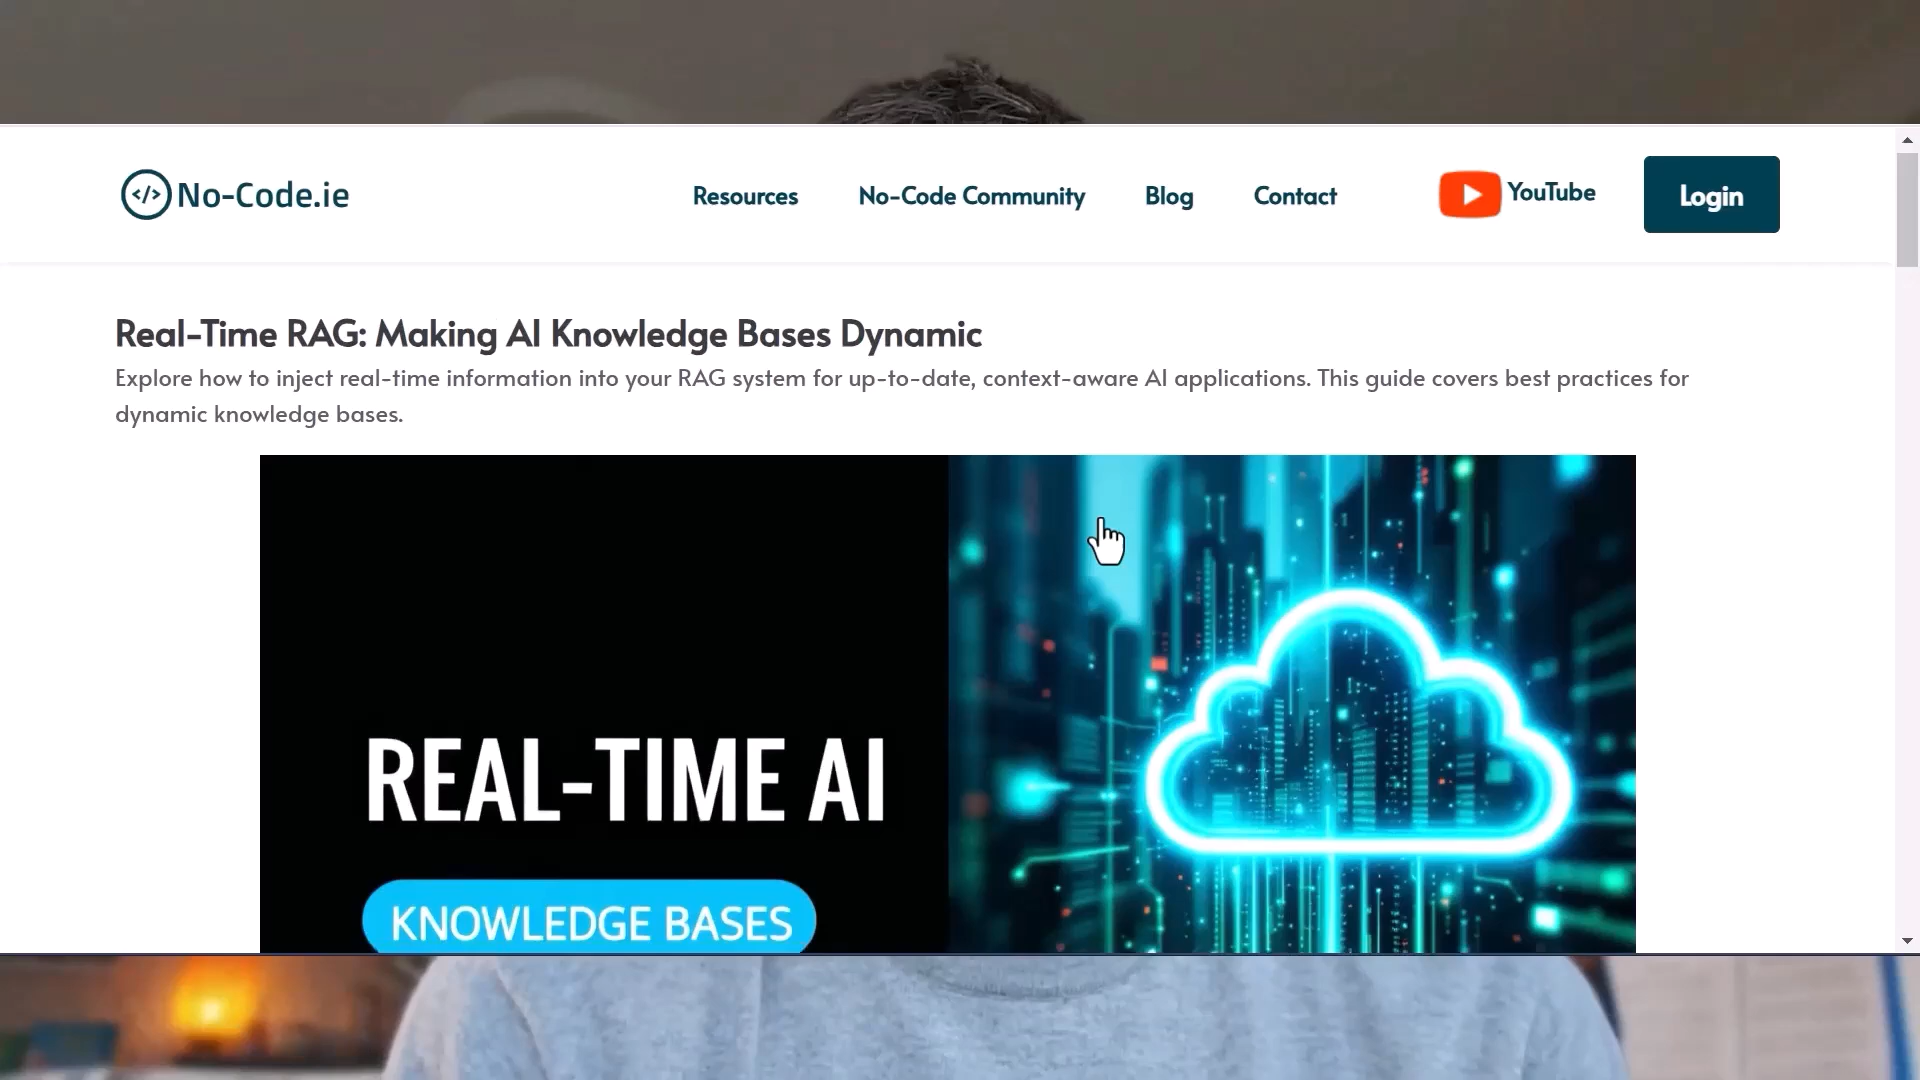 </> No-Code.ie
Resources
No-Code Community
Blog
Contact
YouTube
Login
Real-Time RAG: Making AI Knowledge Bases Dynamic
Explore how to inject real-time information into your RAG system for up-to-date, context-aware AI applications. This guide covers best practices for
dynamic knowledge bases.
REAL-TIME AI
KNOWLEDGE BASES